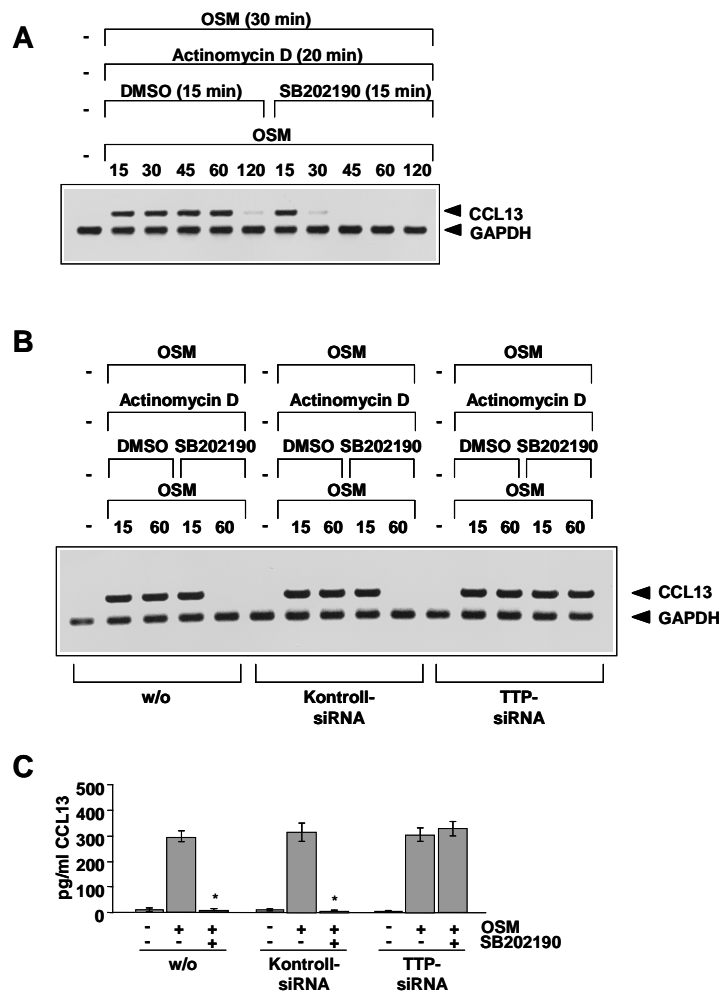 A
OSM (30 min)
-
Actinomycin D (20 min)
-
DMSO (15 min) SB202190 (15 min)
-
OSM
-
15 30 45 60 120 15 30 45 60 120
CCL13
GAPDH
B
OSM OSM OSM
- - -
Actinomycin D Actinomycin D Actinomycin D
- - -
DMSO SB202190 DMSO SB202190 DMSO SB202190
- - -
OSM OSM OSM
- 15 60 15 60 - 15 60 15 60 - 15 60 15 60
CCL13
GAPDH
w/o Kontroll- TTP-
siRNA siRNA
C
pg/ml CCL13
500
400
300
200
100
0
* *
- + + - + + - + + OSM
- - + - - + - - + SB202190
w/o Kontroll- TTP-
siRNA siRNA